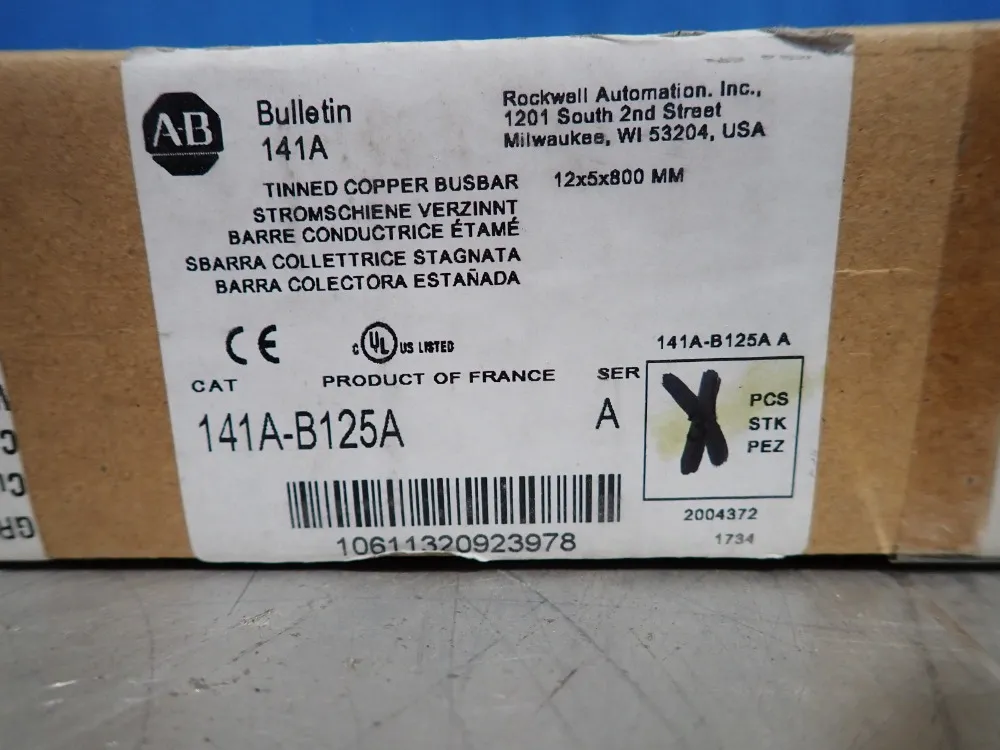 A-B
Bulletin
141A
Rockwell Automation. Inc.,
1201 South 2nd Street
Milwaukee, WI 53204, USA
TINNED COPPER BUSBAR 12x5x800 MM
STROMSCHIENE VERZINNT
BARRE CONDUCTRICE ÉTAMÉ
SBARRA COLLETTRICE STAGNATA
BARRA COLECTORA ESTAÑADA
CE
c UL US LISTED
141A-B125A A
CAT
PRODUCT OF FRANCE
SER
141A-B125A
A
X
PCS
STK
PEZ
10611320923978
2004372
1734